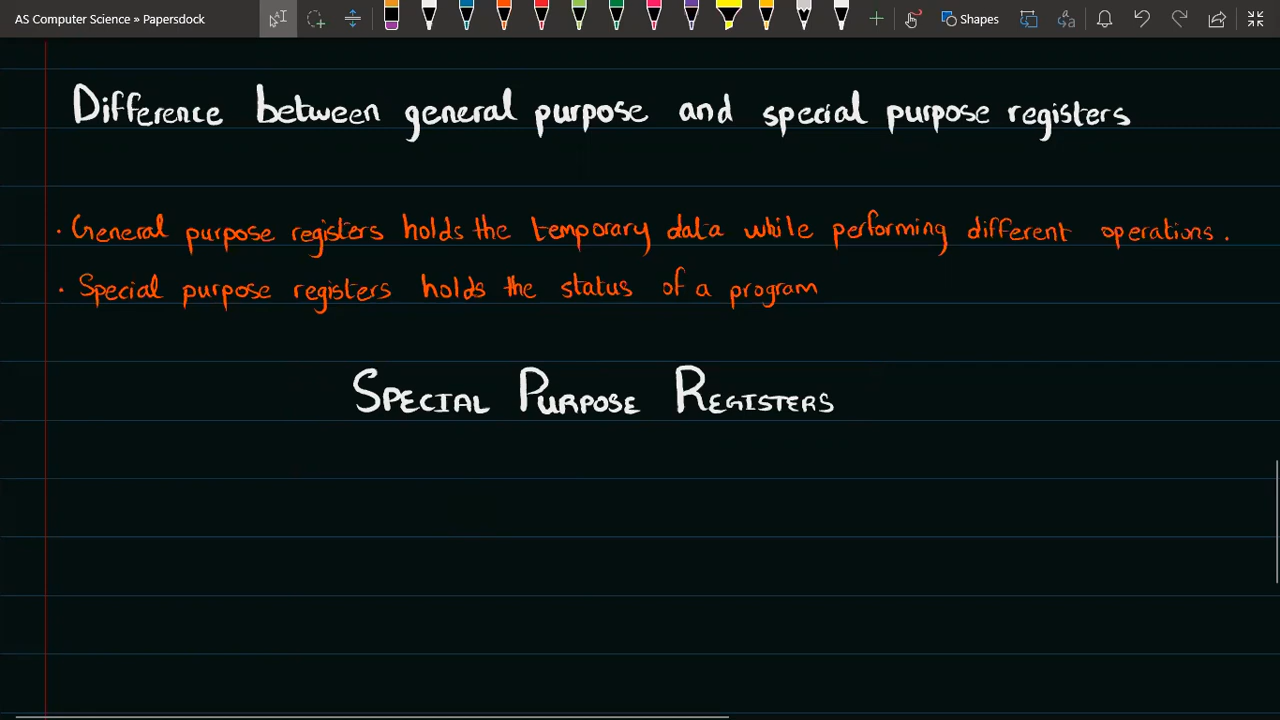 AS Computer Science » Papersdock
Shapes
Difference between general purpose and special purpose registers
· General purpose registers holds the temporary data while performing different operations.
· Special purpose registers holds the status of a program
SPECIAL PURPOSE REGISTERS